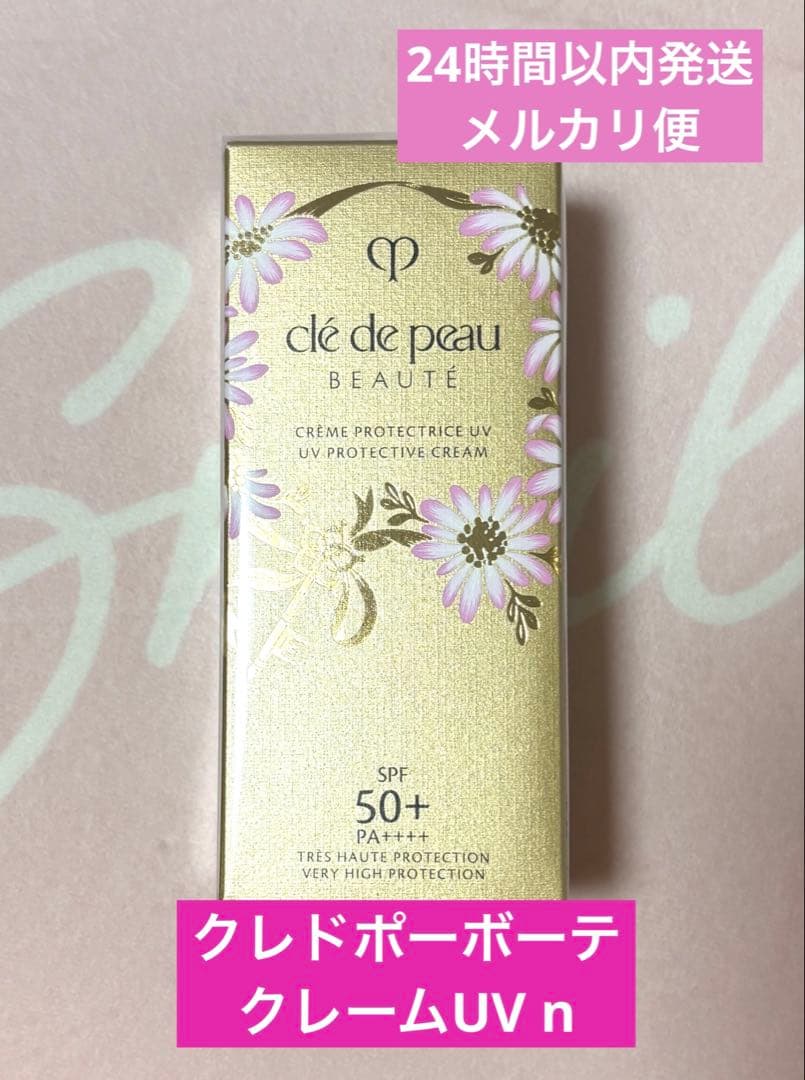 24時間以内発送
メルカリ便
clé de peau
BEAUTÉ
CRÈME PROTECTRICE UV
UV PROTECTIVE CREAM
SPF
50+
PA++++
TRÈS HAUTE PROTECTION
VERY HIGH PROTECTION
クレドポーボーテ
クレームUV n